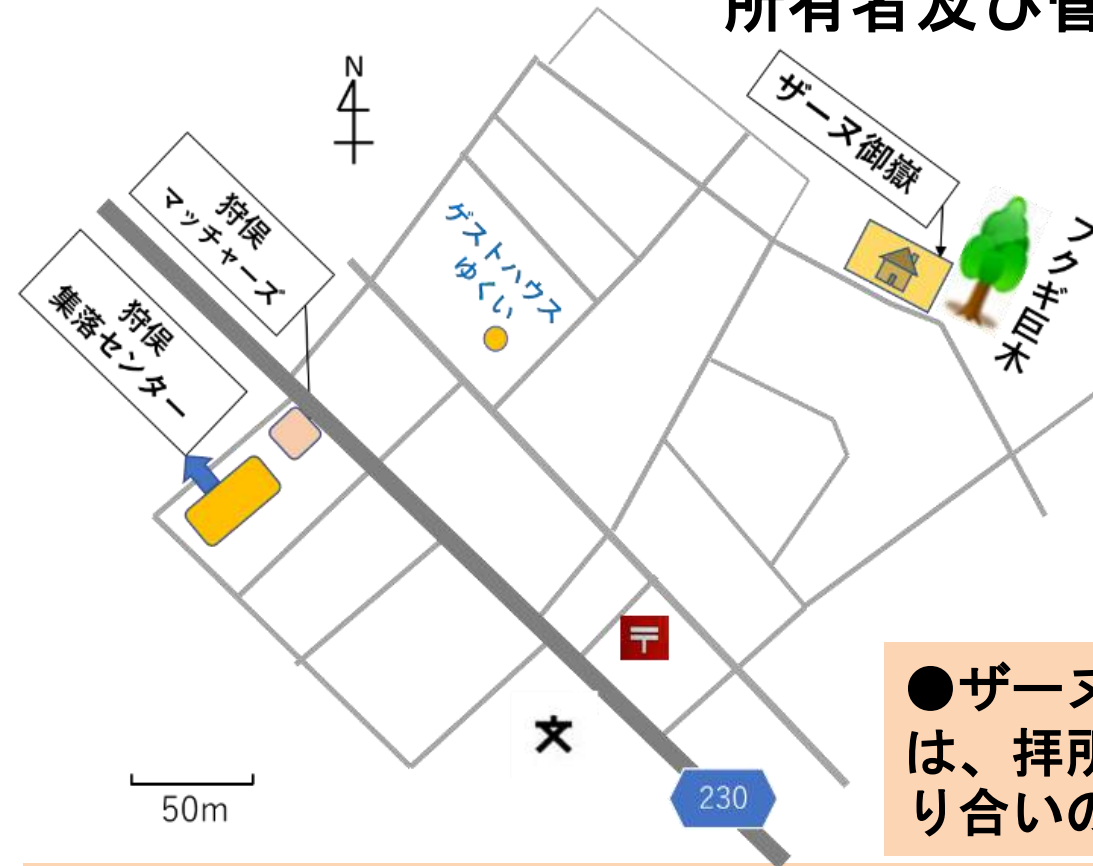 所有者及び管
N
ザーヌ御嶽
フクギ巨木
狩俣
マッチャーズ
ゲストハウス
ゆくい
狩俣
集落センター
〒
文
50m
230
●ザーヌ
は、拝所
り合いの